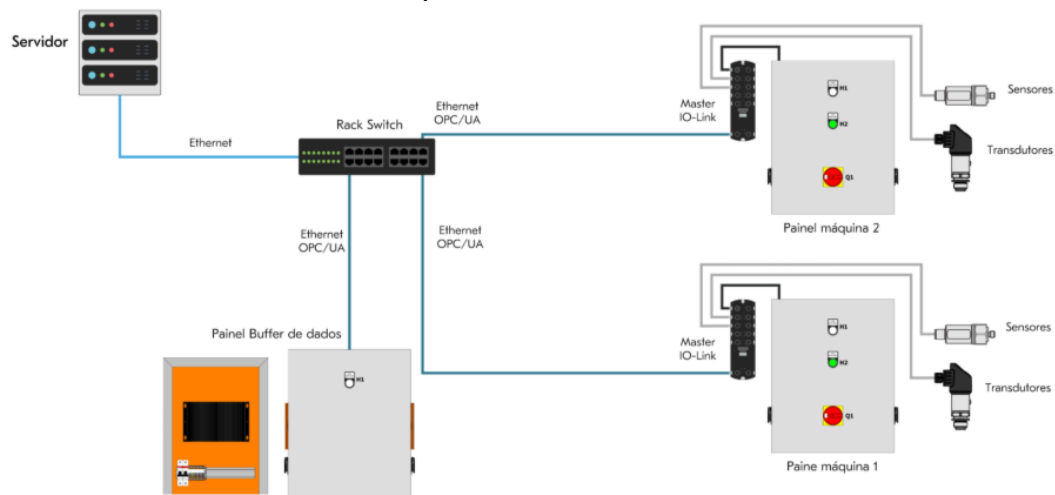 Servidor
Ethernet
Rack Switch
Ethernet
OPC/UA
Master
IO-Link
H1
H2
Q1
Sensores
Transdutores
Painel máquina 2
Ethernet
OPC/UA
Ethernet
OPC/UA
Painel Buffer de dados
H1
Master
IO-Link
H1
H2
Q1
Sensores
Transdutores
Paine máquina 1